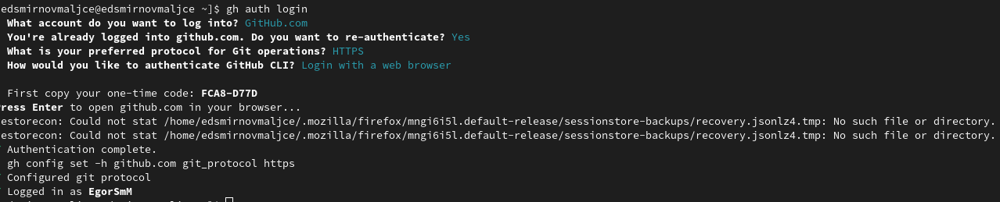 edsmirnovmaljce@edsmirnovmaljce ~]$ gh auth login
What account do you want to log into? GitHub.com
You're already logged into github.com. Do you want to re-authenticate? Yes
What is your preferred protocol for Git operations? HTTPS
How would you like to authenticate GitHub CLI? Login with a web browser
First copy your one-time code: FCA8-D77D
ress Enter to open github.com in your browser...
estorecon: Could not stat /home/edsmirnovmaljce/.mozilla/firefox/mngi6i5l.default-release/sessionstore-backups/recovery.jsonlz4.tmp: No such file or directory.
estorecon: Could not stat /home/edsmirnovmaljce/.mozilla/firefox/mngi6i5l.default-release/sessionstore-backups/recovery.jsonlz4.tmp: No such file or directory.
Authentication complete.
gh config set -h github.com git_protocol https
Configured git protocol
Logged in as EgorSmM